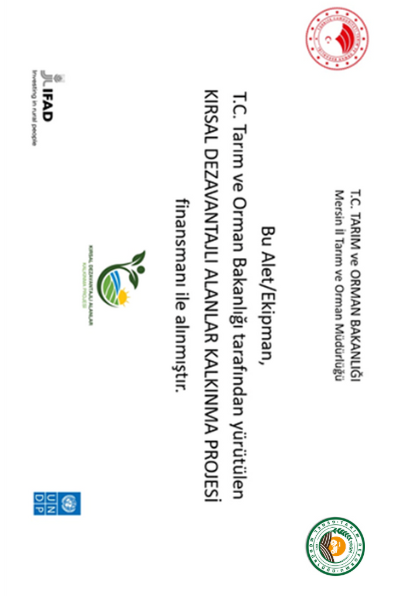 T.C. TARIM ve ORMAN BAKANLIĞI
Mersin İl Tarım ve Orman Müdürlüğü
Bu Alet/Ekipman,
T.C. Tarım ve Orman Bakanlığı tarafından yürütülen
KIRSAL DEZAVANTAJLI ALANLAR KALKINMA PROJESİ
finansmanı ile alınmıştır.
IFAD
Investing in rural people
KIRSAL DEZAVANTAJLI ALANLAR
KALKINMA PROJESİ
U N
D P